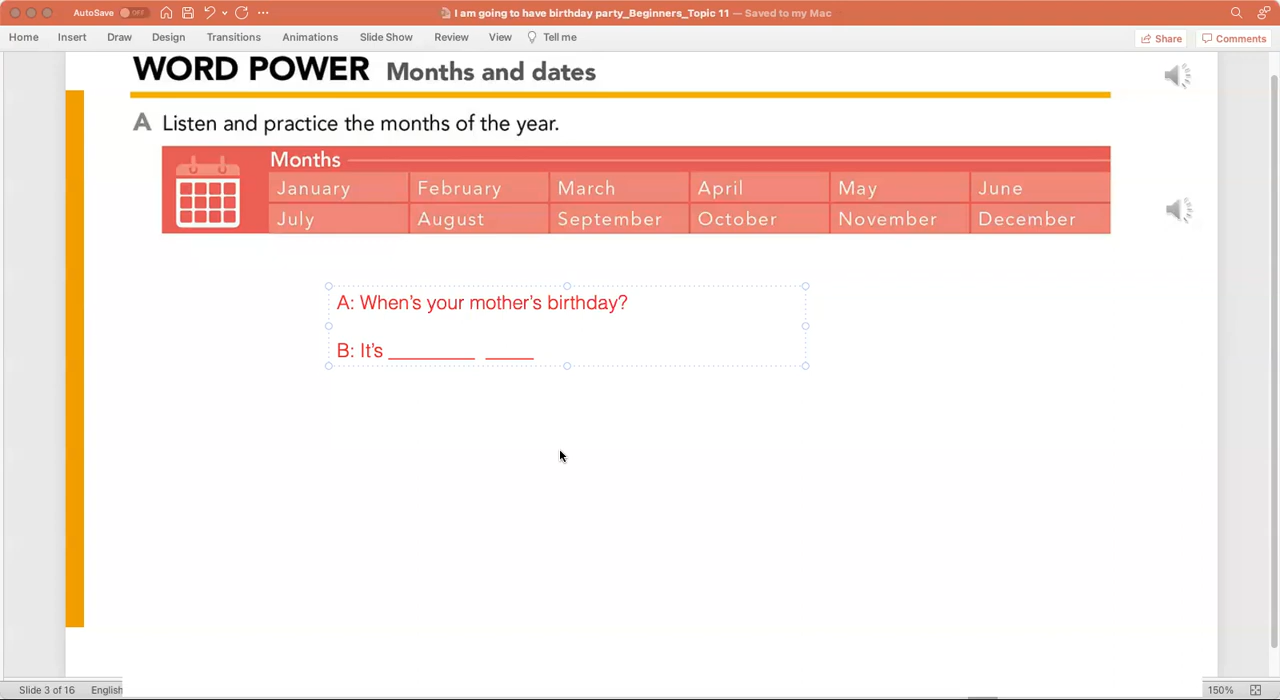 AutoSave OFF I am going to have birthday party_Beginners_Topic 11 — Saved to my Mac
Home Insert Draw Design Transitions Animations Slide Show Review View Tell me Share Comments
WORD POWER Months and dates
A Listen and practice the months of the year.
Months
January February March April May June
July August September October November December
A: When’s your mother’s birthday?
B: It’s _________ _____
Slide 3 of 16 English 150%